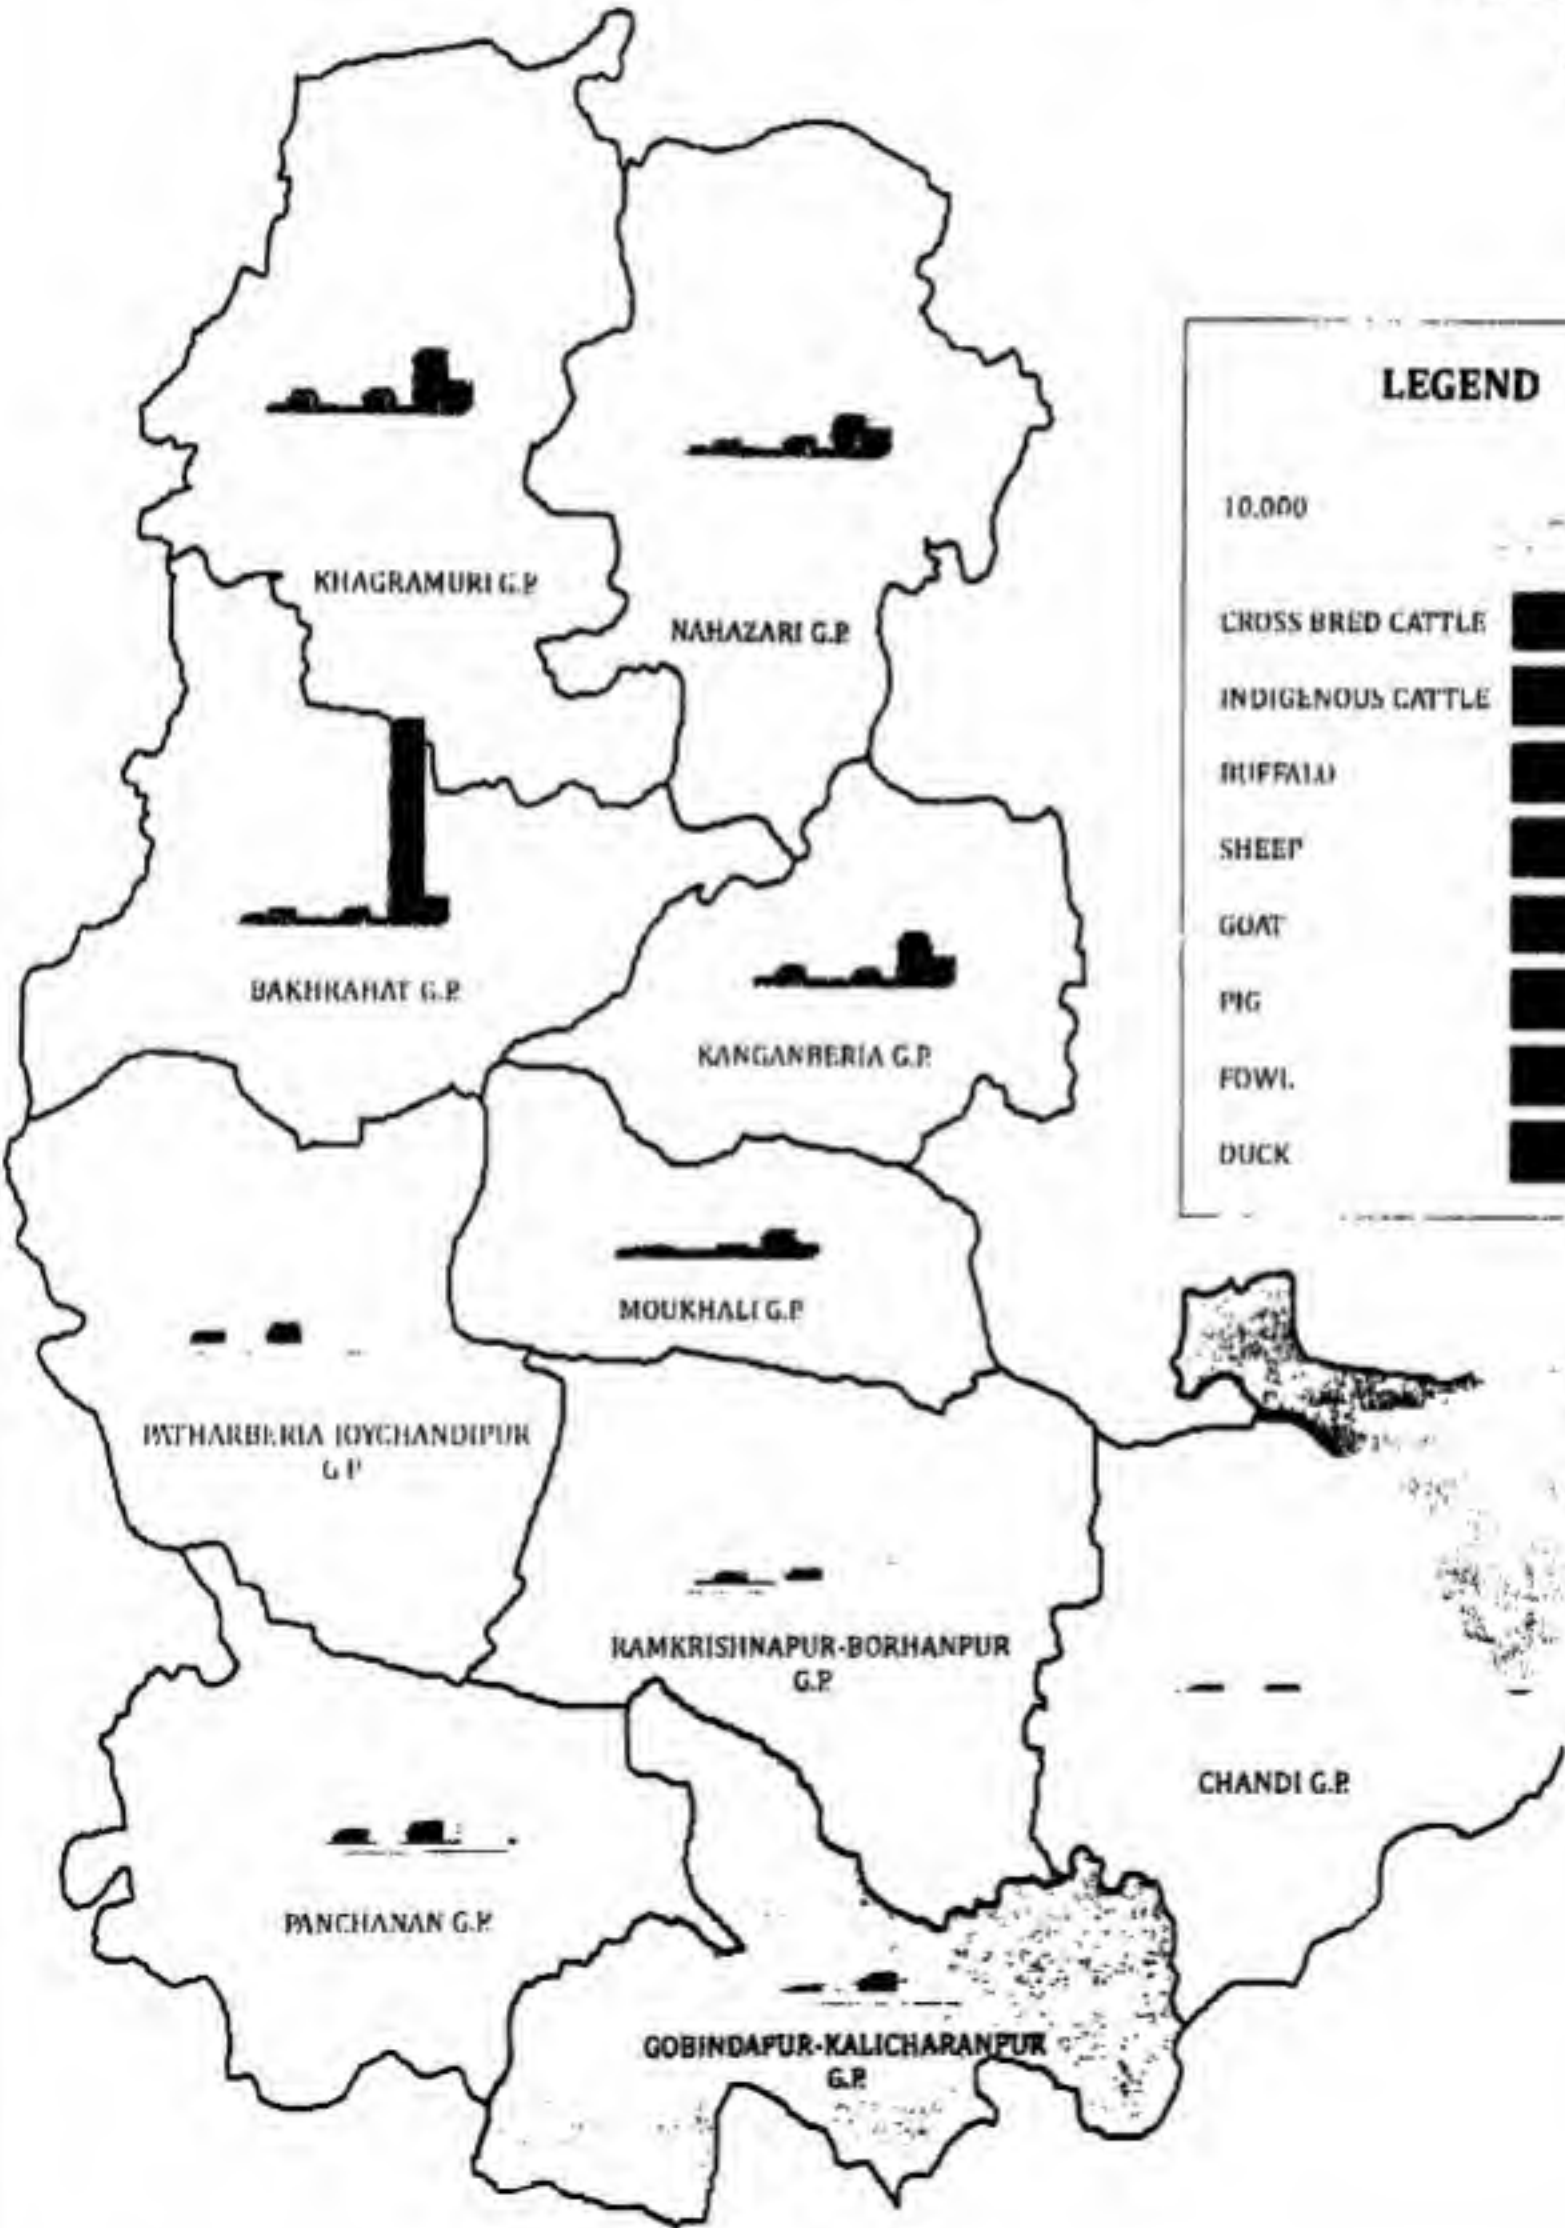 LEGEND
10,000
KHAGRAMURI G.P.
NAHAZARI G.P.
CROSS BRED CATTLE
INDIGENOUS CATTLE
BUFFALO
SHEEP
GOAT
PIG
FOWL
DUCK
BAKHRAHAT G.P.
KANGANBERIA G.P.
MOUKHALI G.P.
PATHARBERIA JOYCHANDIPUR
G.P.
RAMKRISHNAPUR-BORHANPUR
G.P.
CHANDI G.P.
PANCHANAN G.P.
GOBINDAPUR-KALICHARANPUR
G.P.